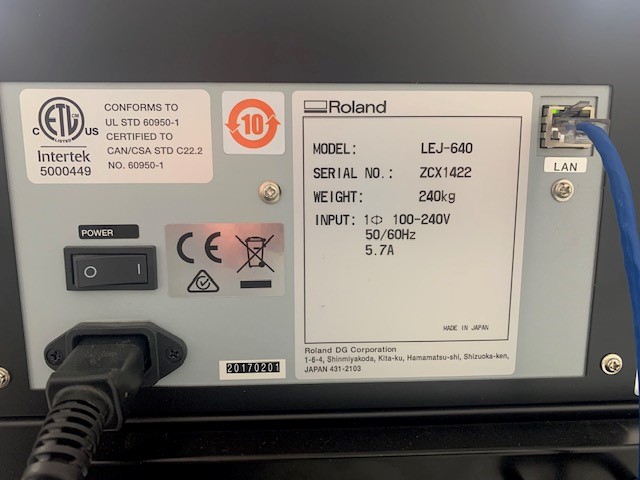 CONFORMS TO
UL STD 60950-1
CERTIFIED TO
CAN/CSA STD C22.2
NO. 60950-1
C ETL CM US
LISTED
Intertek
5000449
10
Roland
MODEL: LEJ-640
SERIAL NO.: ZCX1422
WEIGHT: 240kg
INPUT: 1Φ 100-240V
50/60Hz
5.7A
MADE IN JAPAN
Roland DG Corporation
1-6-4, Shinmiyakoda, Kita-ku, Hamamatsu-shi, Shizuoka-ken,
JAPAN 431-2103
LAN
POWER
O I
CE
20170201